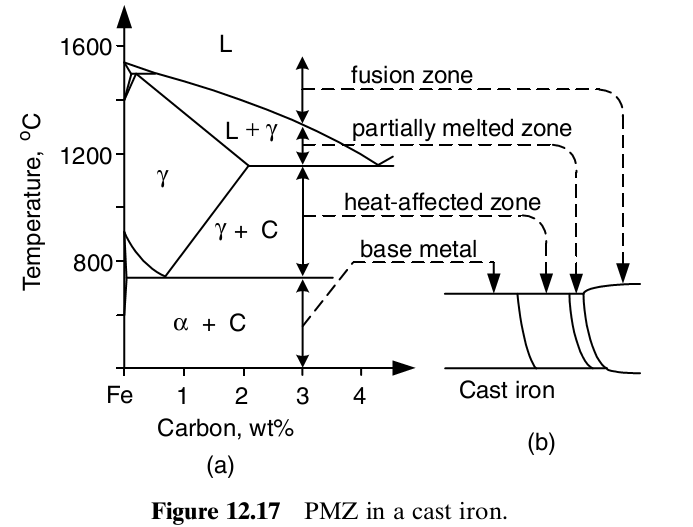 1600
L
fusion zone
L + γ
partially melted zone
1200
γ
heat-affected zone
γ + C
base metal
800
α + C
Temperature, °C
Fe
1
2
3
4
Carbon, wt%
(a)
Cast iron
(b)
Figure 12.17 PMZ in a cast iron.